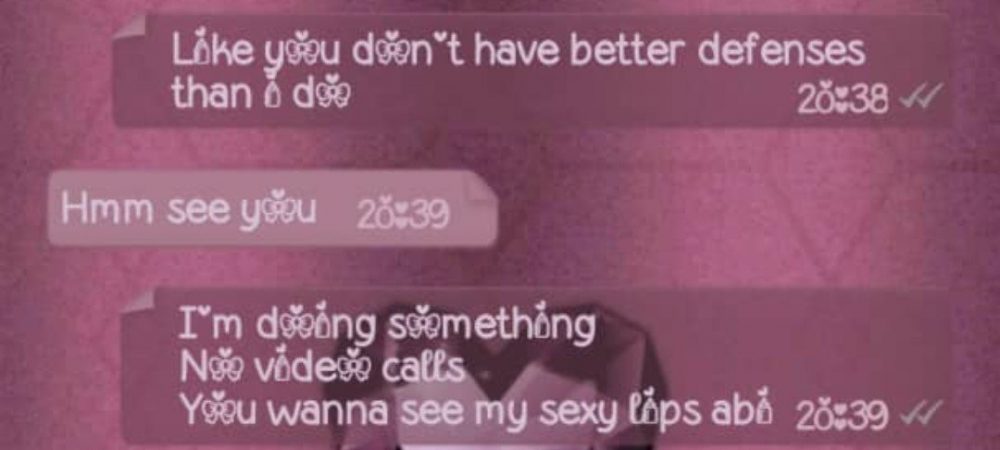 Like you don't have better defenses
than i do
20:38
Hmm see you 20:39
I'm doing something
No video calls
You wanna see my sexy lips abi 20:39